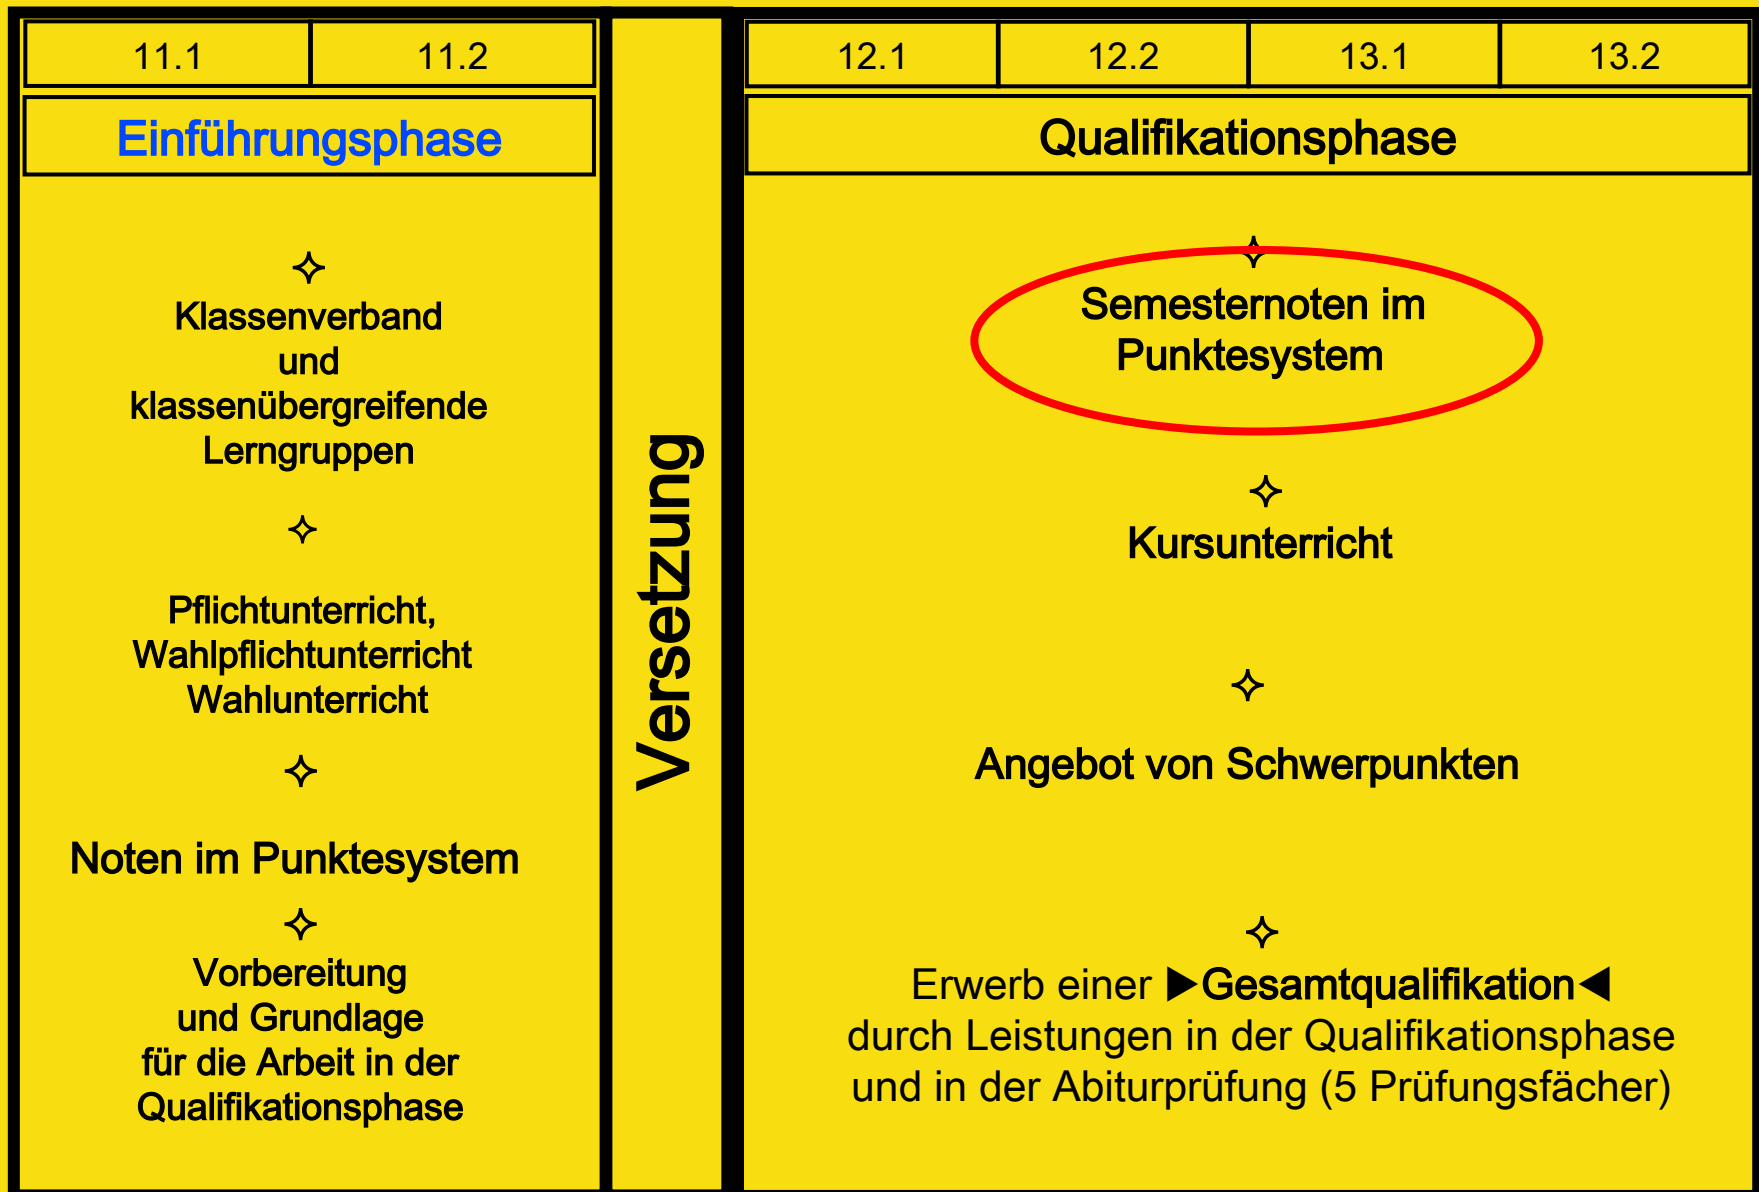 11.1 11.2
Einführungsphase
Klassenverband
und
klassenübergreifende
Lerngruppen
Pflichtunterricht,
Wahlpflichtunterricht
Wahlunterricht
Noten im Punktesystem
Vorbereitung
und Grundlage
für die Arbeit in der
Qualifikationsphase
Versetzung
12.1 12.2 13.1 13.2
Qualifikationsphase
Semesternoten im
Punktesystem
Kursunterricht
Angebot von Schwerpunkten
Erwerb einer ►Gesamtqualifikation◄
durch Leistungen in der Qualifikationsphase
und in der Abiturprüfung (5 Prüfungsfächer)